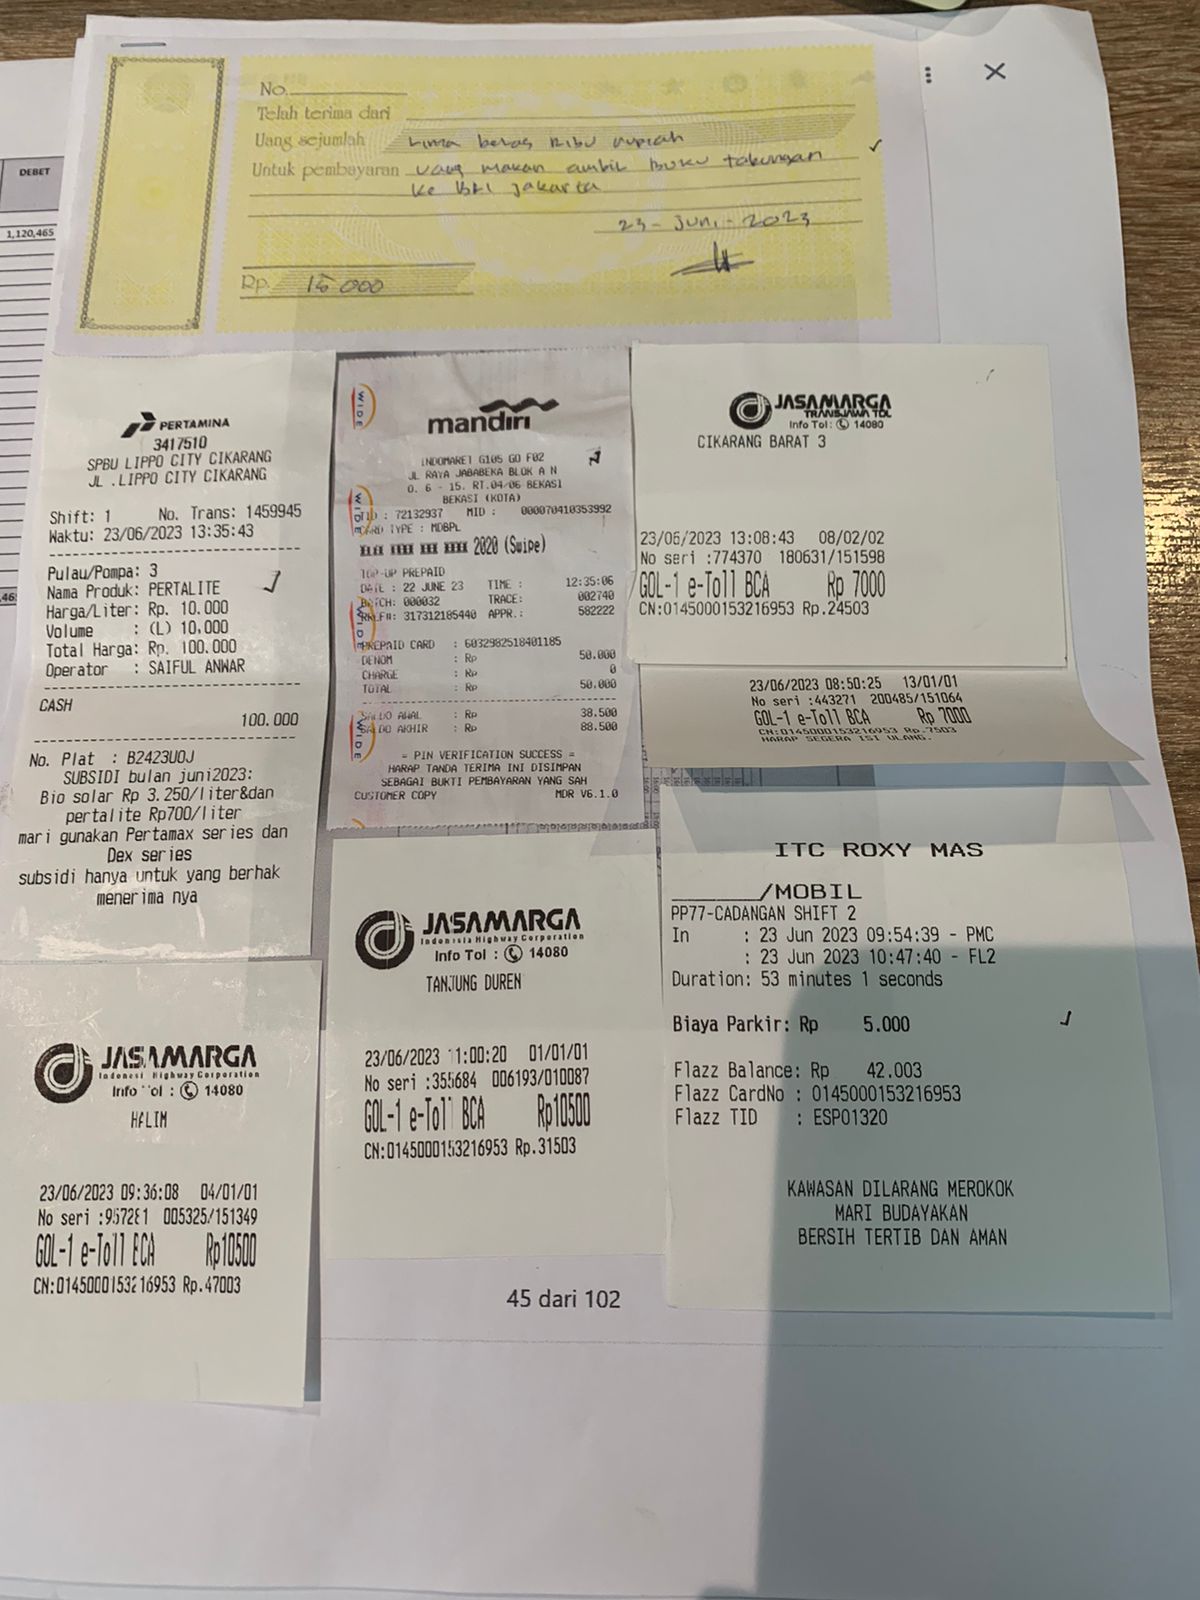 DEBET
1,120,465
No.
Telah terima dari
Uang sejumlah Lima belas Ribu rupiah
Untuk pembayaran uang makan ambil Buku tabungan
ke BRI Jakarta
23 - Juni - 2023
Rp. 15 000
PERTAMINA
3417510
SPBU LIPPO CITY CIKARANG
JL .LIPPO CITY CIKARANG
Shift: 1 No. Trans: 1459945
Waktu: 23/06/2023 13:35:43
Pulau/Pompa: 3
Nama Produk: PERTALITE
Harga/Liter: Rp. 10.000
Volume : (L) 10,000
Total Harga: Rp. 100.000
Operator : SAIFUL ANWAR
CASH
100.000
No. Plat : B2423UOJ
SUBSIDI bulan juni2023:
Bio solar Rp 3.250/liter&dan
pertalite Rp700/liter
mari gunakan Pertamax series dan
Dex series
subsidi hanya untuk yang berhak
menerima nya
WIDE
mandiri
INDOMARET G105 GO F02
JL RAYA JABABEKA BLOK A N
O. 6 - 15. RT.04/06 BEKASI
BEKASI (KOTA)
TID : 72132937 MID : 000070410353992
CARD TYPE : MDBPL
2020 (Swipe)
TOP-UP PREPAID
DATE : 22 JUNE 23 TIME : 12:35:06
BATCH: 000032 TRACE: 002740
RREF#: 317312185440 APPR.: 582222
PREPAID CARD : 6032982518401185
DENOM : Rp 50.000
CHARGE : Rp 0
TOTAL : Rp 50.000
SALDO AWAL : Rp 38.500
SALDO AKHIR : Rp 88.500
= PIN VERIFICATION SUCCESS =
HARAP TANDA TERIMA INI DISIMPAN
SEBAGAI BUKTI PEMBAYARAN YANG SAH
CUSTOMER COPY MDR V6.1.0
JASAMARGA
TRANSJAWA TOL
Info Tol: 14080
CIKARANG BARAT 3
23/06/2023 13:08:43 08/02/02
No seri :774370 180631/151598
GOL-1 e-Toll BCA Rp 7000
CN:0145000153216953 Rp.24503
23/06/2023 08:50:25 13/01/01
No seri :443271 200485/151064
GOL-1 e-Toll BCA Rp 7000
CN:0145000153216953 Rp.7503
HARAP SEGERA ISI ULANG.
JASAMARGA
Indonesia Highway Corporation
Info Tol : 14080
HALIM
23/06/2023 09:36:08 04/01/01
No seri :957281 005325/151349
GOL-1 e-Toll BCA Rp10500
CN:0145000153216953 Rp.47003
JASAMARGA
Indonesia Highway Corporation
Info Tol : 14080
TANJUNG DUREN
23/06/2023 11:00:20 01/01/01
No seri :355684 006193/010087
GOL-1 e-Toll BCA Rp10500
CN:0145000153216953 Rp.31503
ITC ROXY MAS
/MOBIL
PP77-CADANGAN SHIFT 2
In : 23 Jun 2023 09:54:39 - PMC
: 23 Jun 2023 10:47:40 - FL2
Duration: 53 minutes 1 seconds
Biaya Parkir: Rp 5.000
Flazz Balance: Rp 42.003
Flazz CardNo : 0145000153216953
Flazz TID : ESP01320
KAWASAN DILARANG MEROKOK
MARI BUDAYAKAN
BERSIH TERTIB DAN AMAN
45 dari 102